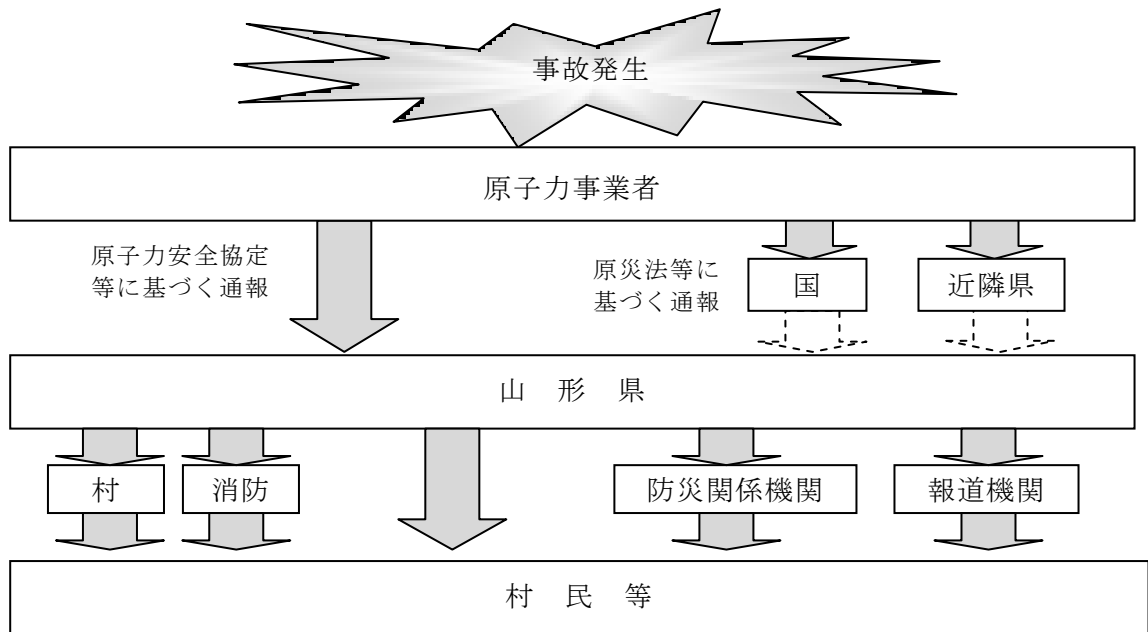 事故発生
原子力事業者
原子力安全協定
等に基づく通報
原災法等に
基づく通報
国
近隣県
山 形 県
村
消防
防災関係機関
報道機関
村 民 等